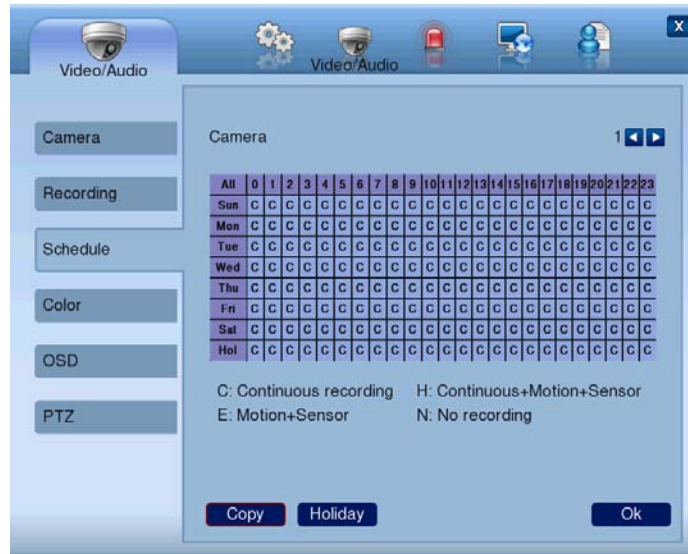 X
Video/Audio
Video/Audio
Camera
Recording
Schedule
Color
OSD
PTZ
Camera 1
All 0 1 2 3 4 5 6 7 8 9 10 11 12 13 14 15 16 17 18 19 20 21 22 23
Sun C C C C C C C C C C C C C C C C C C C C C C C C
Mon C C C C C C C C C C C C C C C C C C C C C C C C
Tue C C C C C C C C C C C C C C C C C C C C C C C C
Wed C C C C C C C C C C C C C C C C C C C C C C C C
Thu C C C C C C C C C C C C C C C C C C C C C C C C
Fri C C C C C C C C C C C C C C C C C C C C C C C C
Sat C C C C C C C C C C C C C C C C C C C C C C C C
Hol C C C C C C C C C C C C C C C C C C C C C C C C
C: Continuous recording H: Continuous+Motion+Sensor
E: Motion+Sensor N: No recording
Copy Holiday Ok